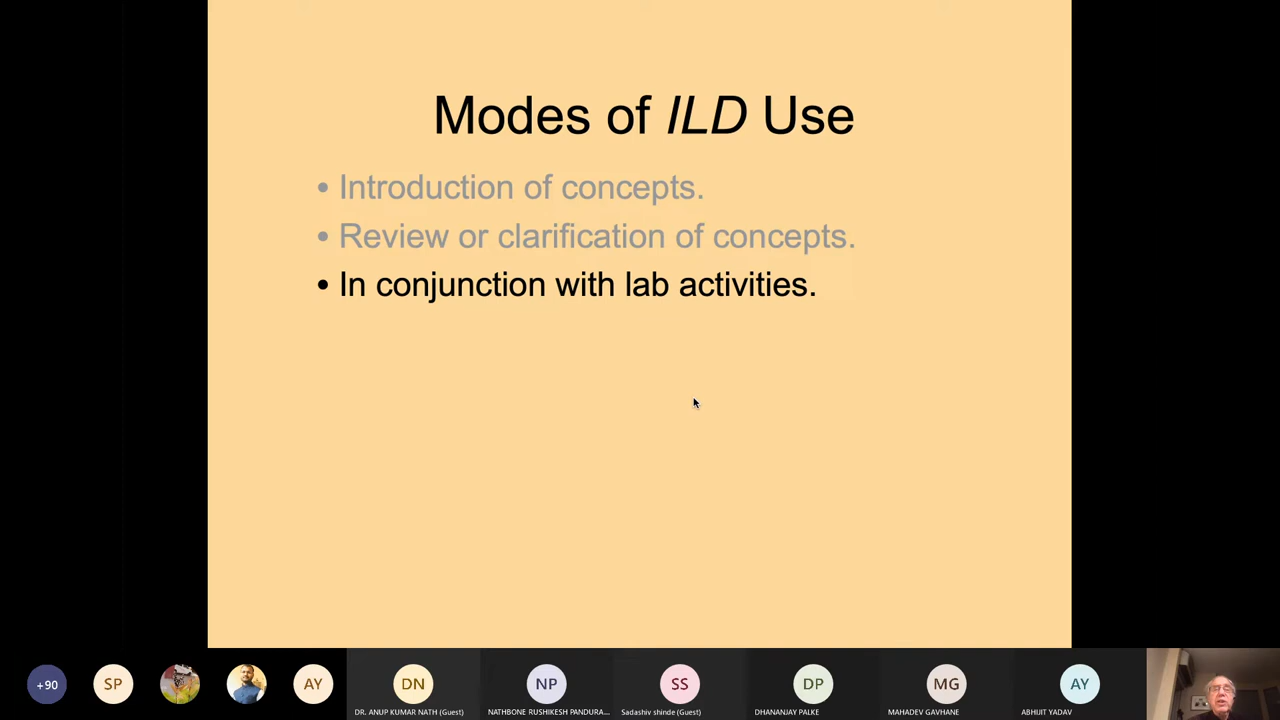 Modes of ILD Use
• Introduction of concepts.
• Review or clarification of concepts.
• In conjunction with lab activities.
+90
SP
AY
DN
NP
SS
DP
MG
AY
DR. ANUP KUMAR NATH (Guest)
NATHBONE RUSHIKESH PANDURA...
Sadashiv shinde (Guest)
DHANANJAY PALKE
MAHADEV GAVHANE
ABHIJIT YADAV